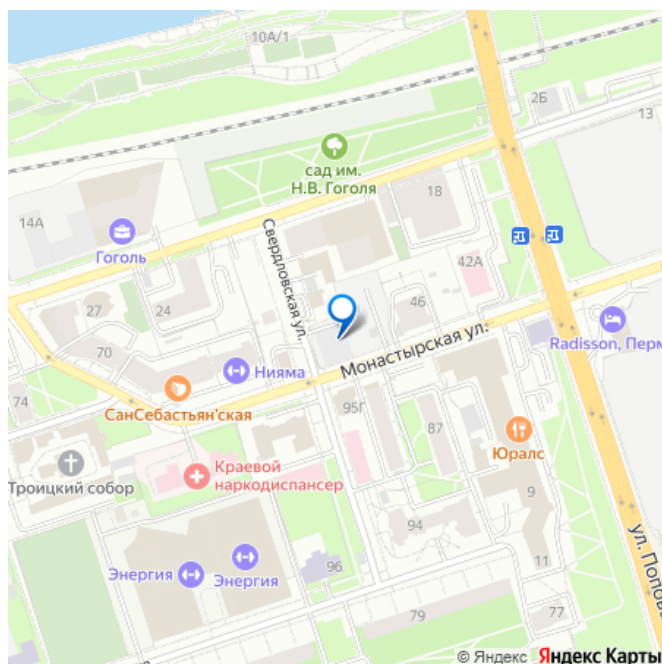 10А/1
2Б
13
сад им.
Н.В. Гоголя
18
14А
Гоголь
Свердловская ул.
42А
27
24
46
Radisson, Перм
70
Монастырская ул.
Нияма
74
СанСебастьян'ская
95Г
87
Юралс
Троицкий собор
Краевой
наркодиспансер
9
94
11
Энергия
Энергия
96
ул. Попова
79
77
© Яндекс Яндекс Карты